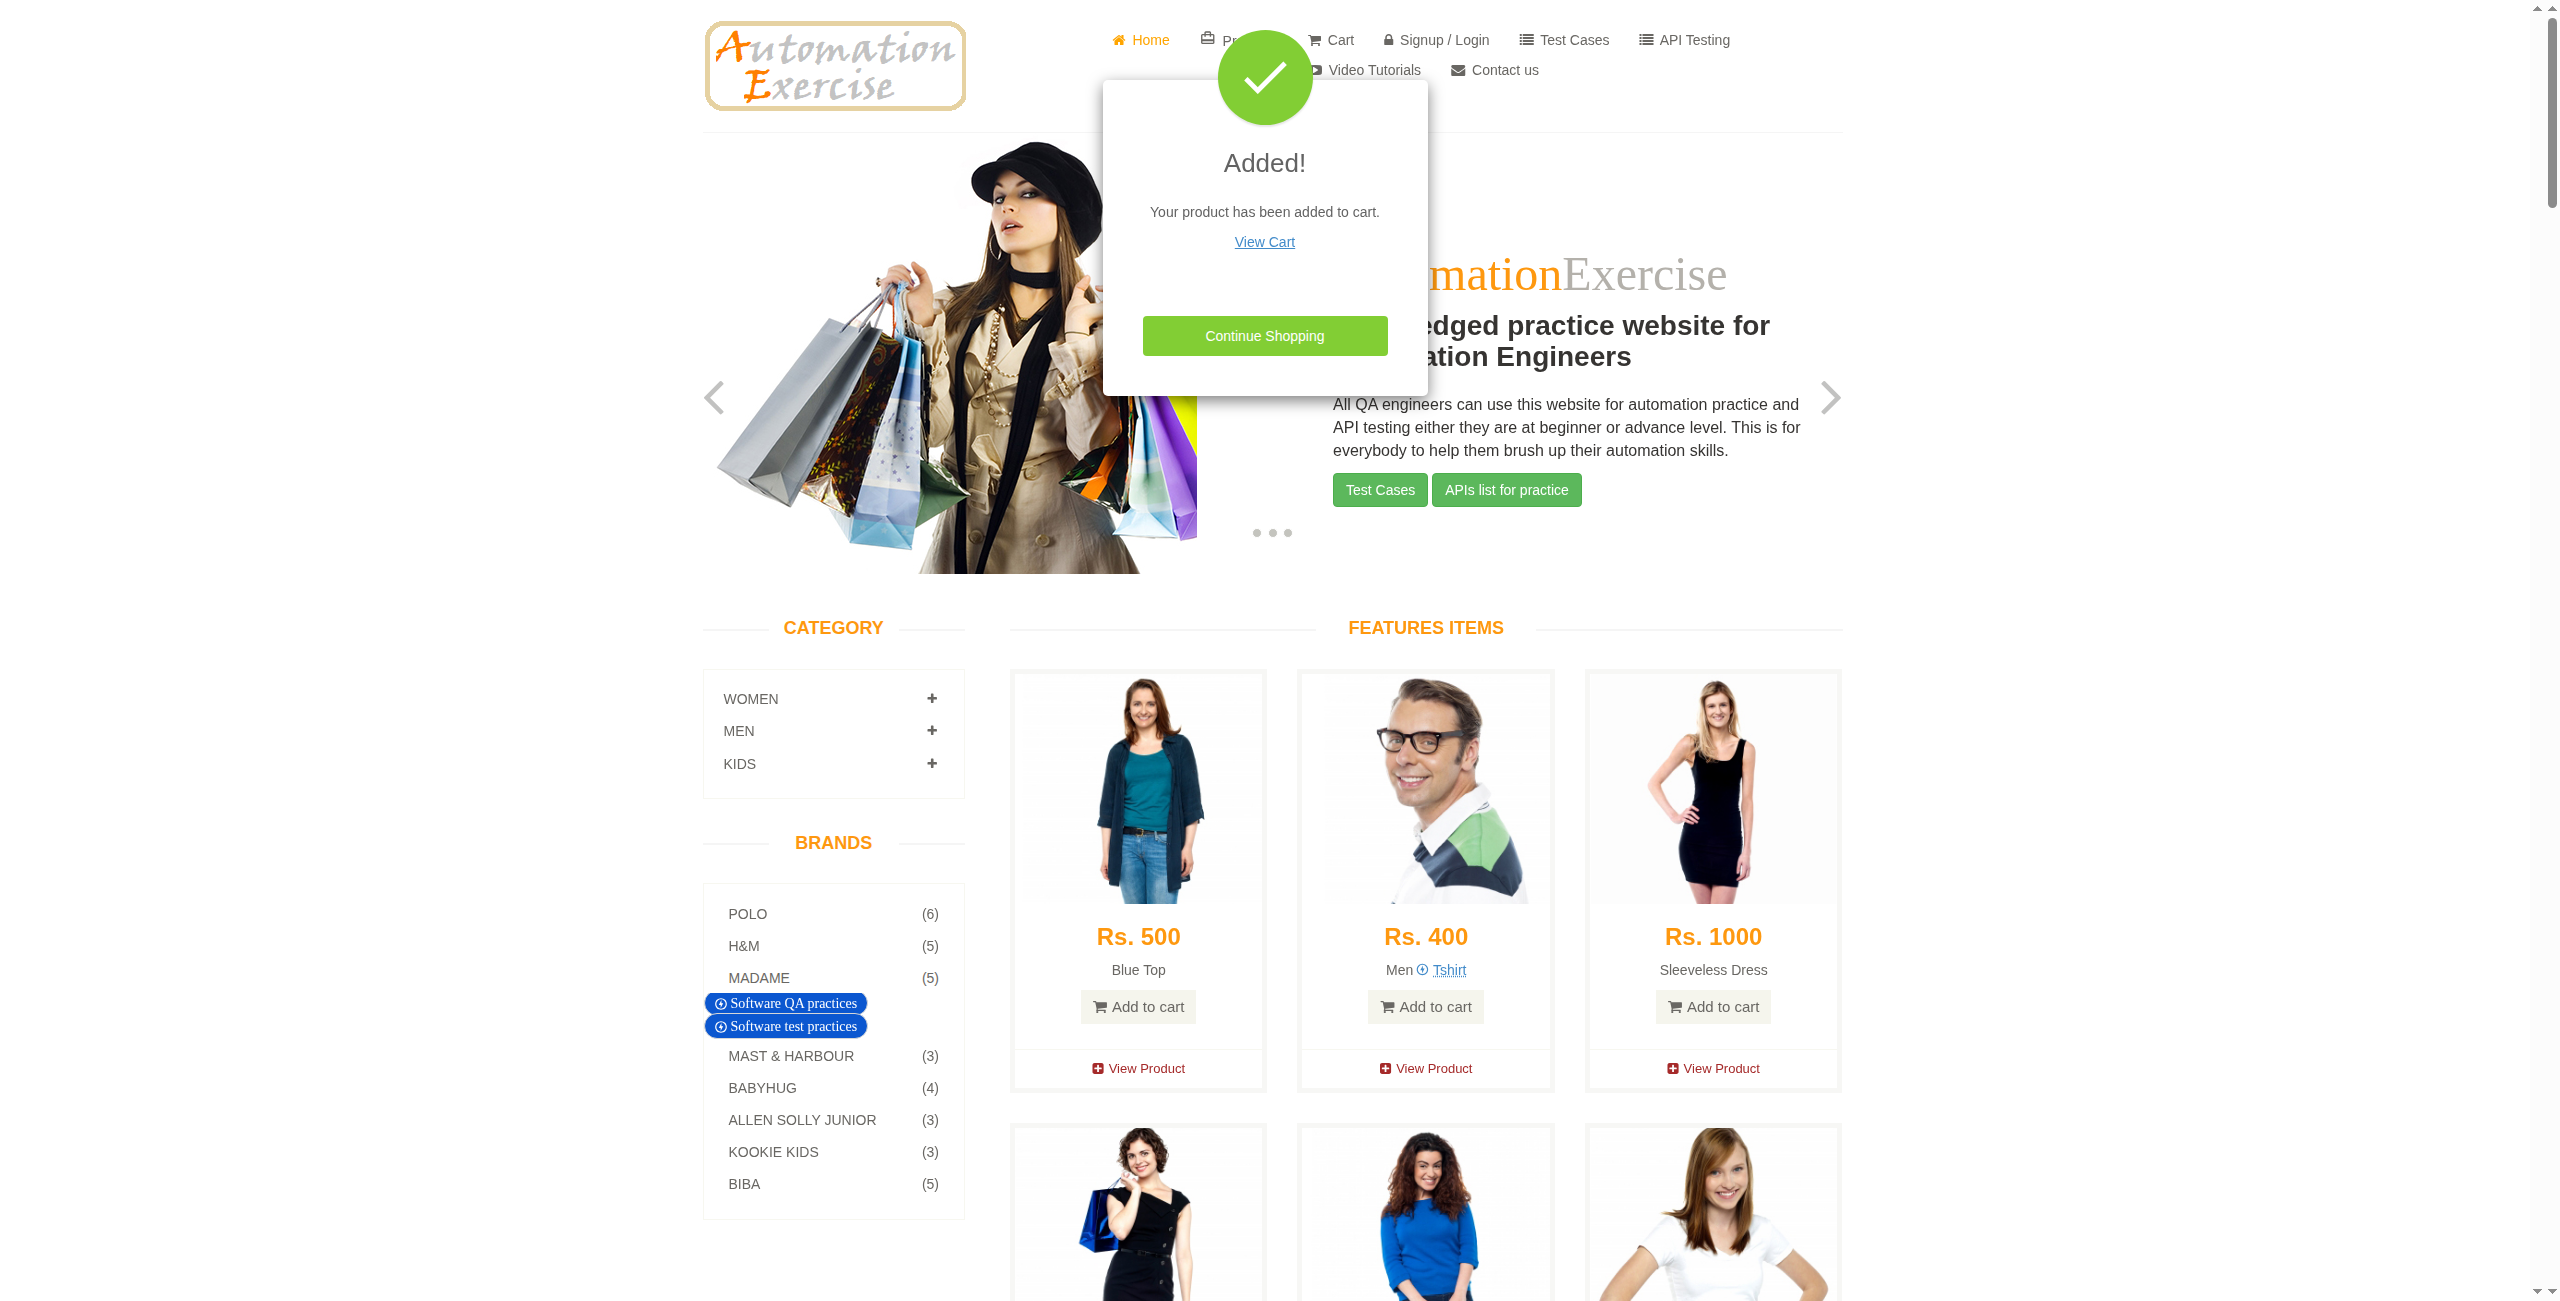 Automation
Exercise
Home
Cart
Signup / Login
Test Cases
API Testing
Video Tutorials
Contact us
Added!
Your product has been added to cart.
View Cart
Continue Shopping
mationExercise
edged practice website for
ation Engineers
All QA engineers can use this website for automation practice and
API testing either they are at beginner or advance level. This is for
everybody to help them brush up their automation skills.
Test Cases
APIs list for practice
CATEGORY
WOMEN
MEN
KIDS
BRANDS
POLO (6)
H&M (5)
MADAME (5)
Software QA practices
Software test practices
MAST & HARBOUR (3)
BABYHUG (4)
ALLEN SOLLY JUNIOR (3)
KOOKIE KIDS (3)
BIBA (5)
FEATURES ITEMS
Rs. 500
Blue Top
Add to cart
View Product
Rs. 400
Men Tshirt
Add to cart
View Product
Rs. 1000
Sleeveless Dress
Add to cart
View Product